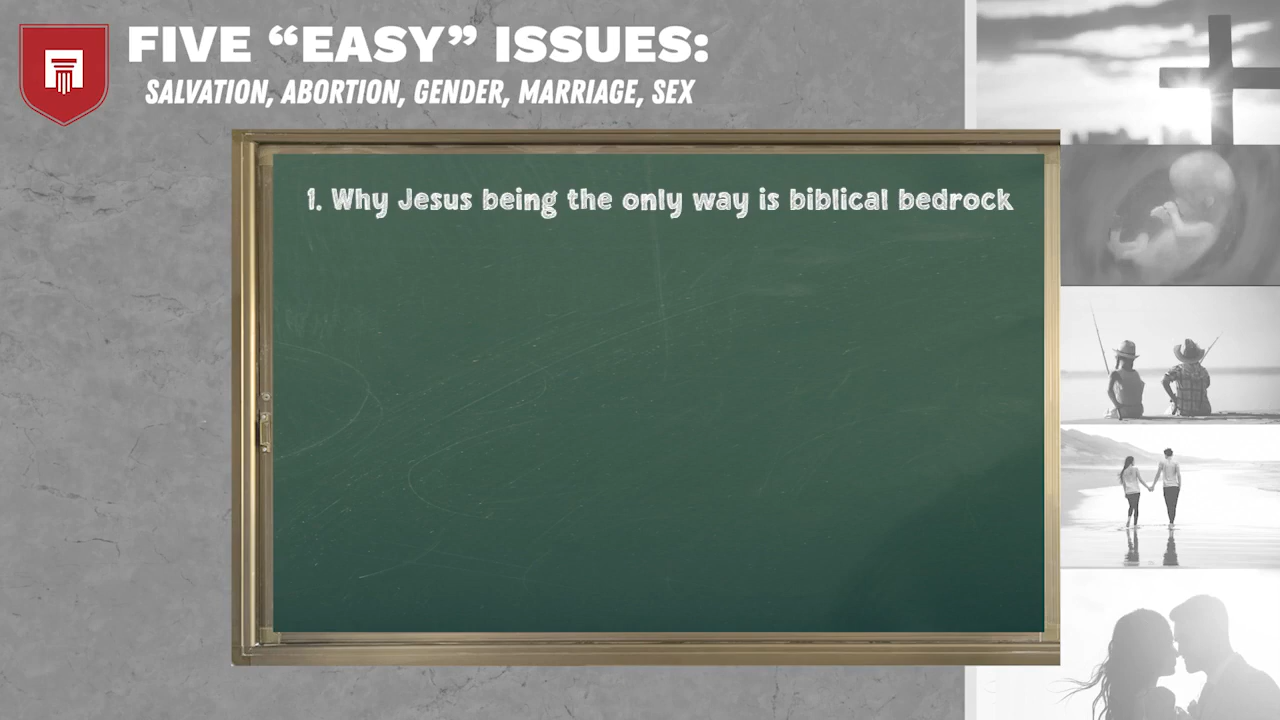 FIVE “EASY” ISSUES:
SALVATION, ABORTION, GENDER, MARRIAGE, SEX
1. Why Jesus being the only way is biblical bedrock